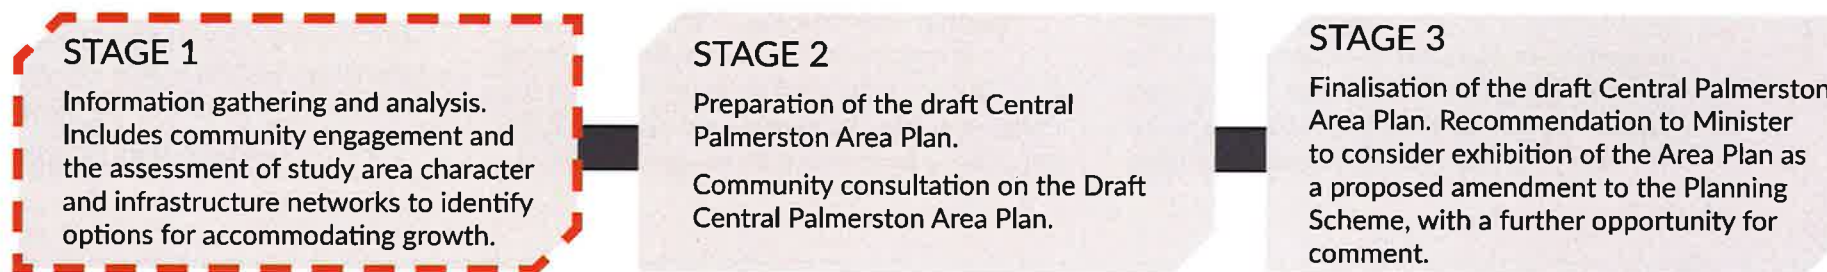 STAGE 1
Information gathering and analysis.
Includes community engagement and
the assessment of study area character
and infrastructure networks to identify
options for accommodating growth.
STAGE 2
Preparation of the draft Central
Palmerston Area Plan.
Community consultation on the Draft
Central Palmerston Area Plan.
STAGE 3
Finalisation of the draft Central Palmerston
Area Plan. Recommendation to Minister
to consider exhibition of the Area Plan as
a proposed amendment to the Planning
Scheme, with a further opportunity for
comment.